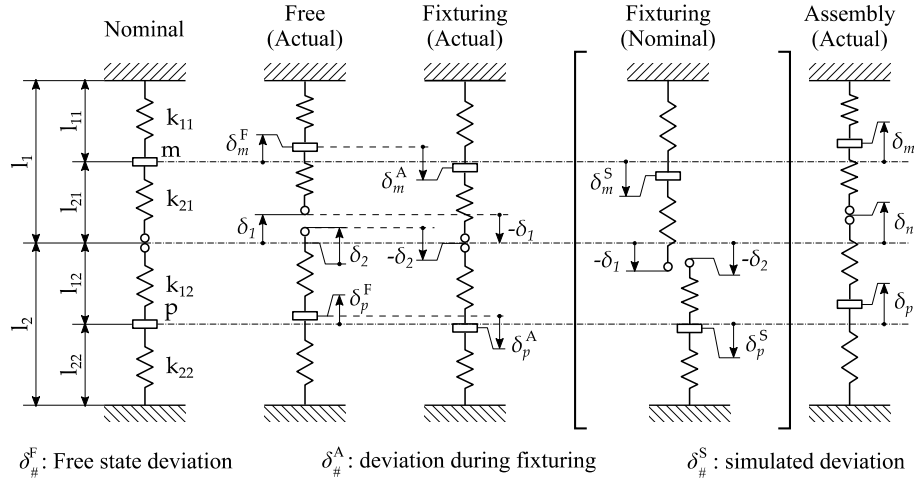 Nominal
Free
(Actual)
Fixturing
(Actual)
Fixturing
(Nominal)
Assembly
(Actual)
l₁
l₁₁
k₁₁
m
l₂₁
k₂₁
l₂
l₁₂
k₁₂
p
l₂₂
k₂₂
δₘᶠ
δ₁
δ₂
δₚᶠ
δₘᴬ
-δ₁
-δ₂
δₚᴬ
δₘˢ
-δ₁
-δ₂
δₚˢ
δₘ
δₙ
δₚ
δ#ᶠ: Free state deviation
δ#ᴬ: deviation during fixturing
δ#ˢ: simulated deviation